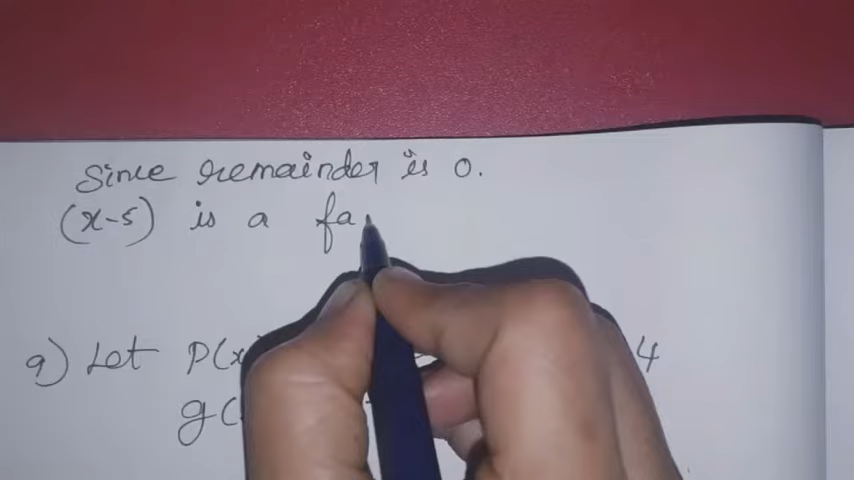 Since remainder is 0.
(x-5) is a fa
9) Let P(x 4
g(